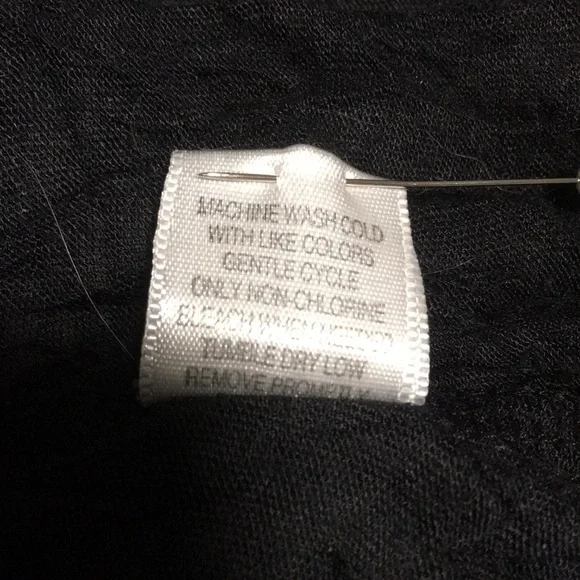 MACHINE WASH COLD
WITH LIKE COLORS
GENTLE CYCLE
ONLY NON-CHLORINE
BLEACH WHEN NEEDED
TUMBLE DRY LOW
REMOVE PROMPTLY